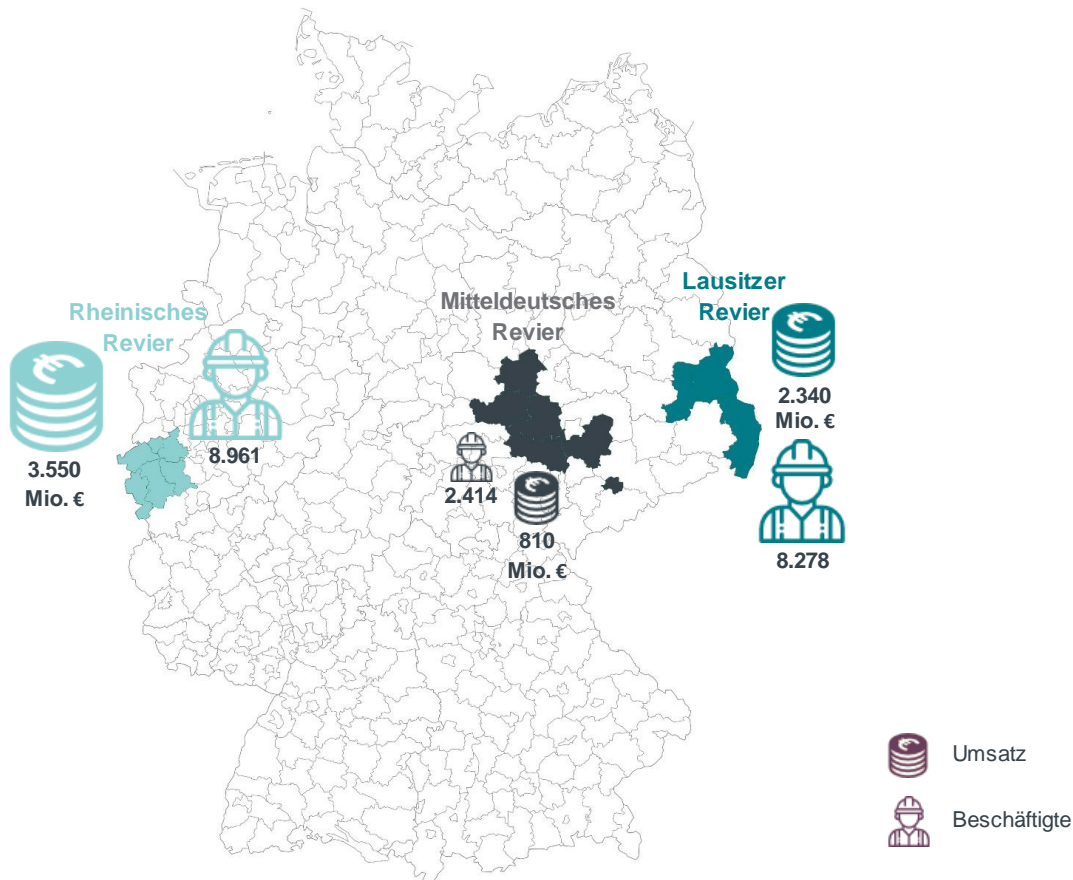 Rheinisches
Revier
3.550
Mio. €
8.961
Mitteldeutsches
Revier
2.414
810
Mio. €
Lausitzer
Revier
2.340
Mio. €
8.278
Umsatz
Beschäftigte